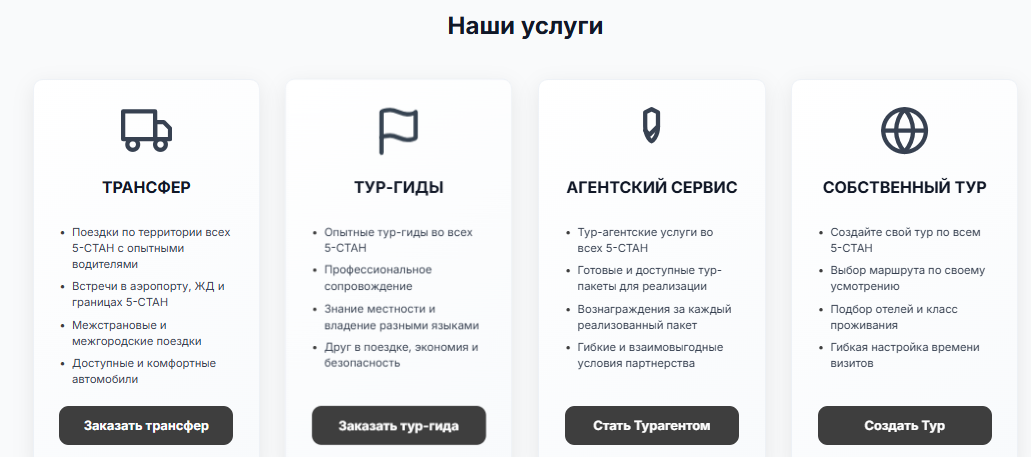 Наши услуги
ТРАНСФЕР
• Поездки по территории всех
5-СТАН с опытными
водителями
• Встречи в аэропорту, ЖД и
границах 5-СТАН
• Межстрановые и
межгородские поездки
• Доступные и комфортные
автомобили
Заказать трансфер
ТУР-ГИДЫ
• Опытные тур-гиды во всех
5-СТАН
• Профессиональное
сопровождение
• Знание местности и
владение разными языками
• Друг в поездке, экономия и
безопасность
Заказать тур-гида
АГЕНТСКИЙ СЕРВИС
• Тур-агентские услуги во
всех 5-СТАН
• Готовые и доступные тур-
пакеты для реализации
• Вознаграждения за каждый
реализованный пакет
• Гибкие и взаимовыгодные
условия партнерства
Стать Турагентом
СОБСТВЕННЫЙ ТУР
• Создайте свой тур по всем
5-СТАН
• Выбор маршрута по своему
усмотрению
• Подбор отелей и класс
проживания
• Гибкая настройка времени
визитов
Создать Тур